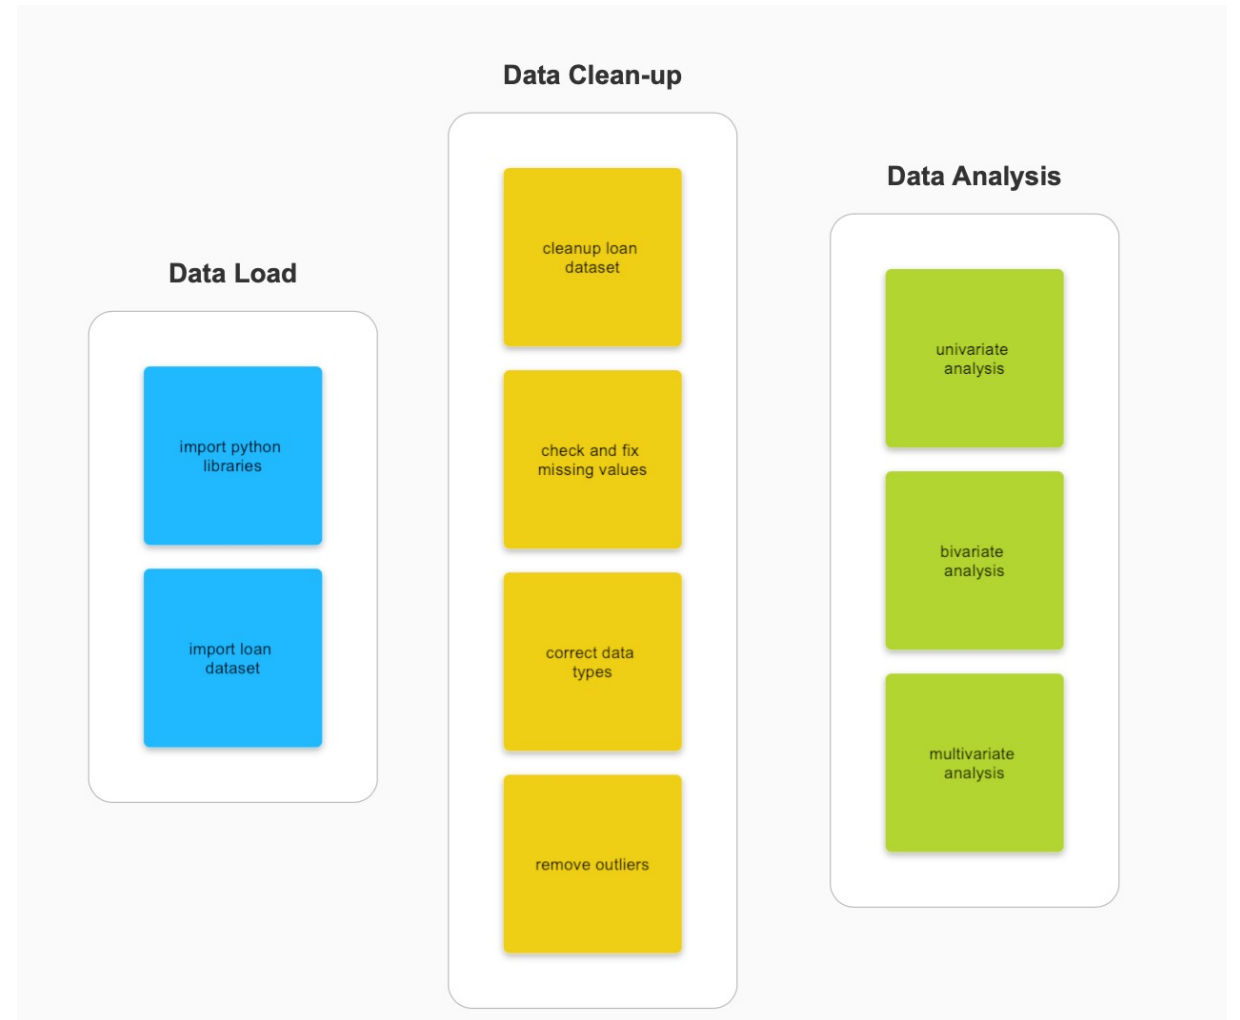 Data Load
import python
libraries
import loan
dataset
Data Clean-up
cleanup loan
dataset
check and fix
missing values
correct data
types
remove outliers
Data Analysis
univariate
analysis
bivariate
analysis
multivariate
analysis